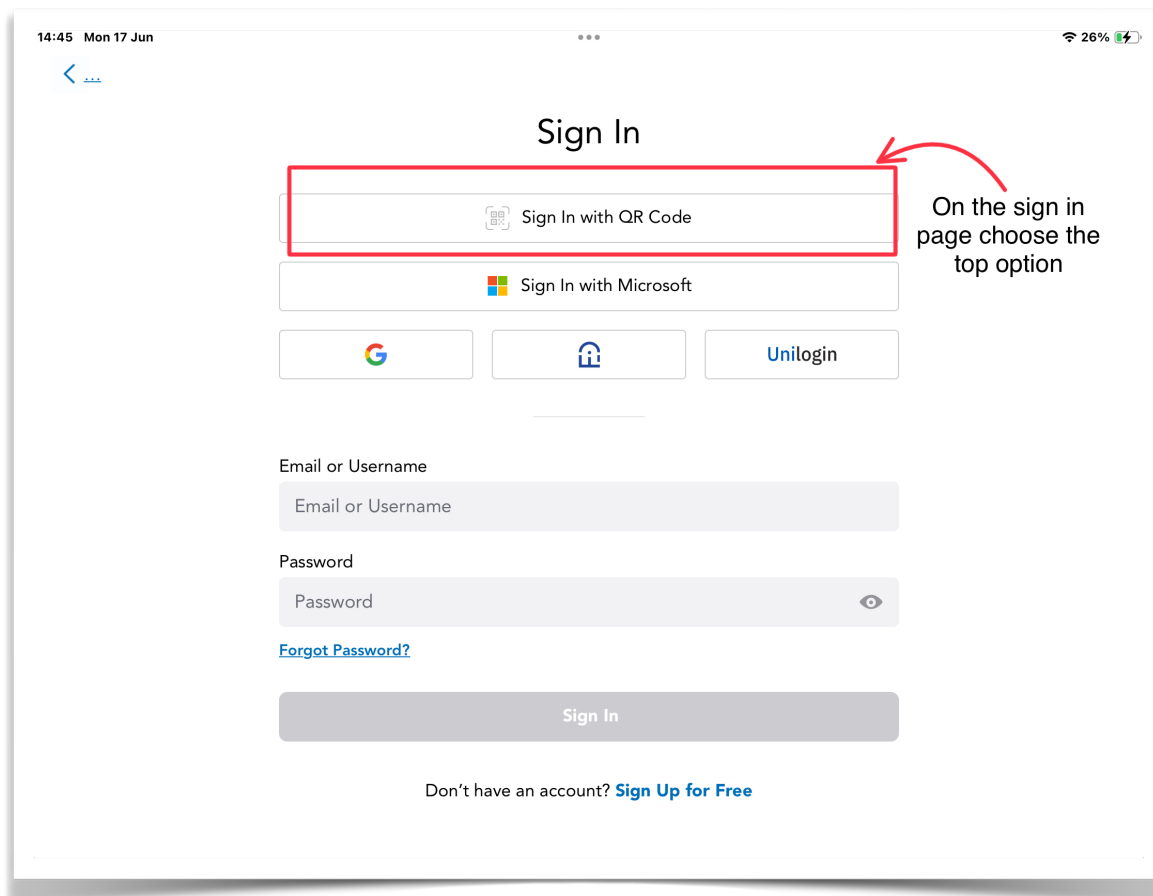 14:45 Mon 17 Jun
26%
...
Sign In
Sign In with QR Code
On the sign in
page choose the
top option
Sign In with Microsoft
Unilogin
Email or Username
Email or Username
Password
Password
Forgot Password?
Sign In
Don't have an account? Sign Up for Free